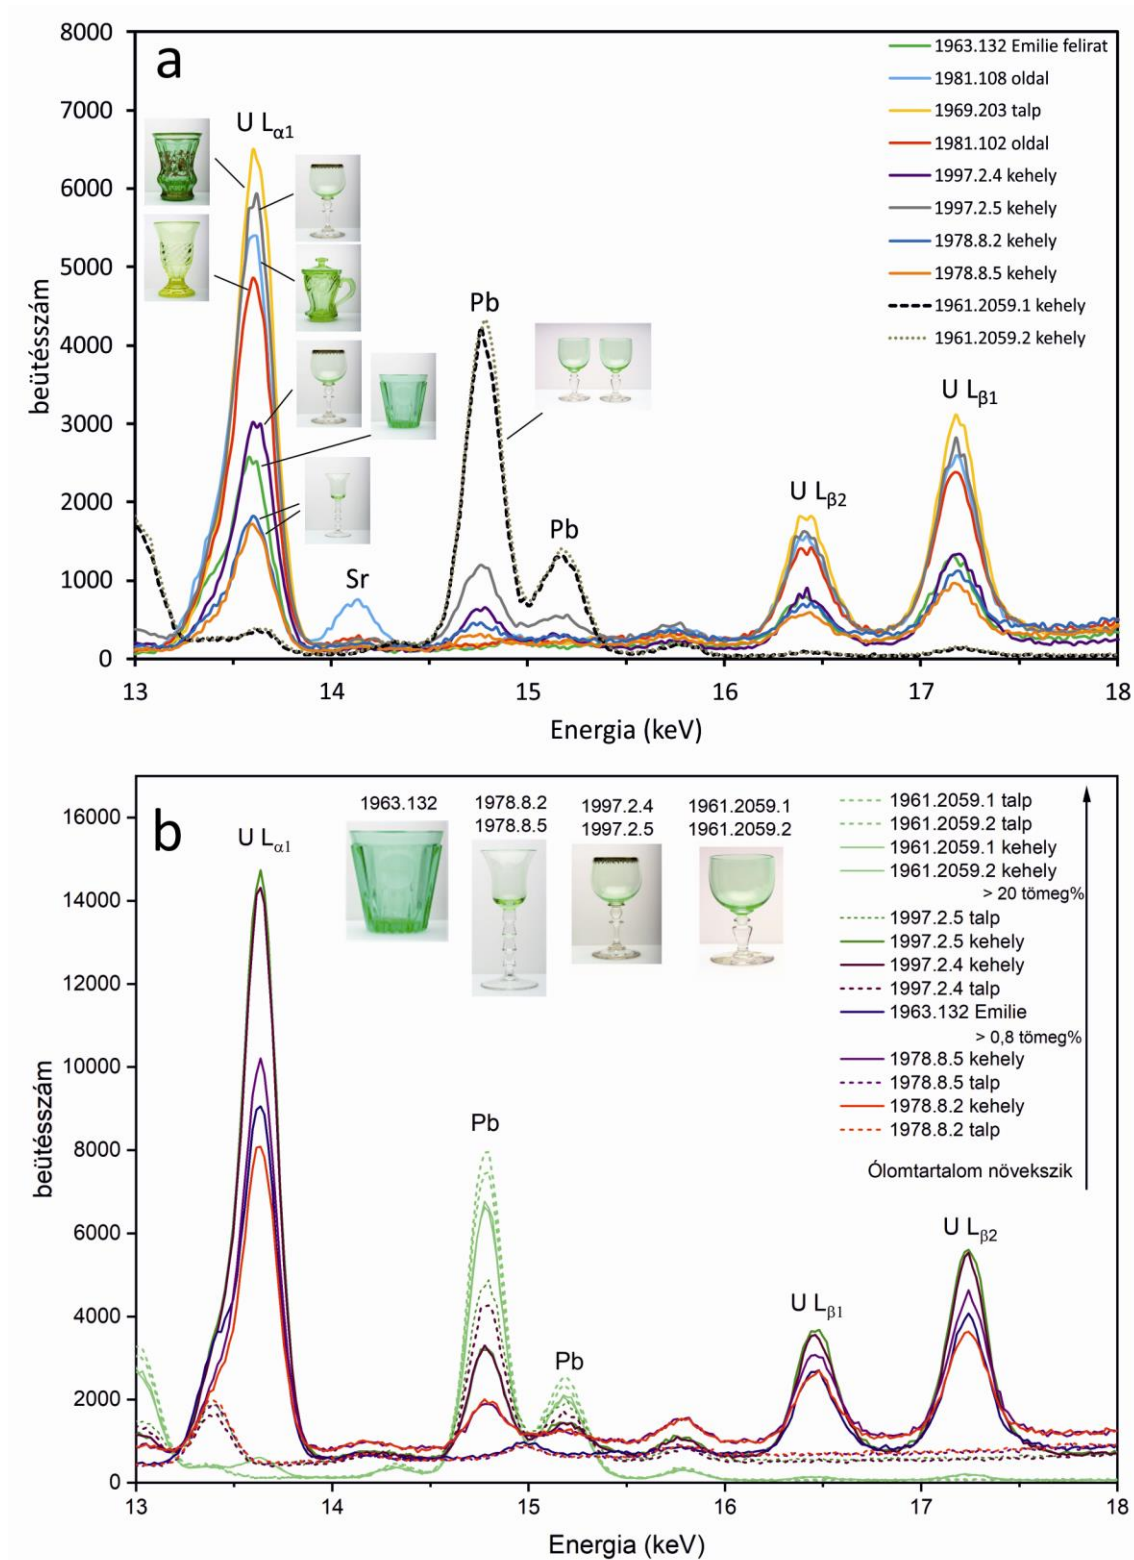 a
8000
7000
6000
5000
4000
3000
2000
1000
0
beütésszám
U Lα1
Sr
Pb
Pb
U Lβ2
U Lβ1
1963.132 Emilie felirat
1981.108 oldal
1969.203 talp
1981.102 oldal
1997.2.4 kehely
1997.2.5 kehely
1978.8.2 kehely
1978.8.5 kehely
1961.2059.1 kehely
1961.2059.2 kehely
13 14 15 16 17 18
Energia (keV)
b
16000
14000
12000
10000
8000
6000
4000
2000
0
beütésszám
U Lα1
1963.132
1978.8.2
1978.8.5
1997.2.4
1997.2.5
1961.2059.1
1961.2059.2
Pb
Pb
U Lβ1
U Lβ2
1961.2059.1 talp
1961.2059.2 talp
1961.2059.1 kehely
1961.2059.2 kehely
> 20 tömeg%
1997.2.5 talp
1997.2.5 kehely
1997.2.4 kehely
1997.2.4 talp
1963.132 Emilie
> 0,8 tömeg%
1978.8.5 kehely
1978.8.5 talp
1978.8.2 kehely
1978.8.2 talp
Ólomtartalom növekszik
13 14 15 16 17 18
Energia (keV)